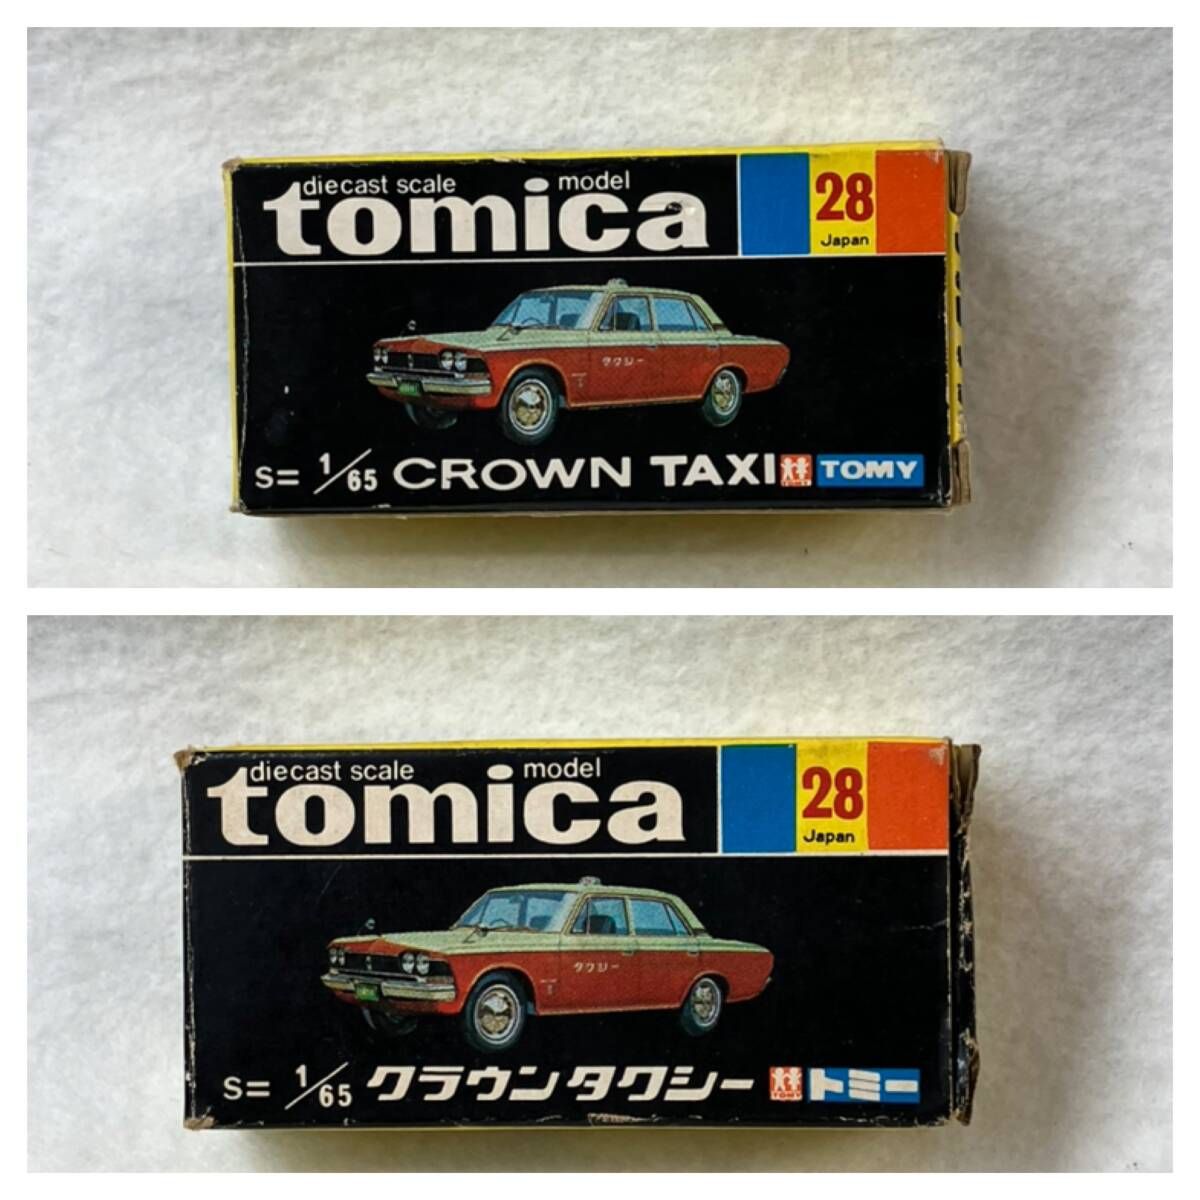 diecast scale model
tomica
28
Japan
タクシー
S= 1/65 CROWN TAXI TOMY TOMY
diecast scale model
tomica
28
Japan
タクシー
S= 1/65 クラウンタクシー TOMY トミー